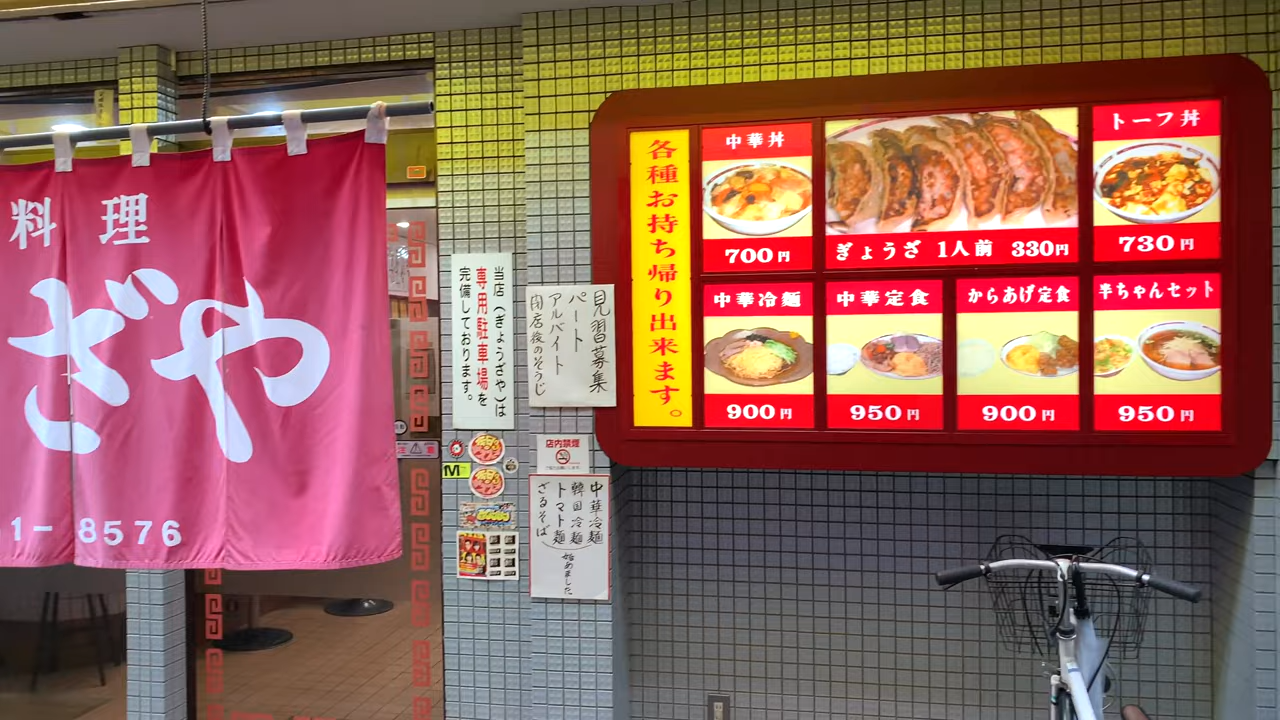 料理
ざや
1-8576
当店(ぎょうざや)は
専用駐車場を
完備しております。
見習募集
パート
アルバイト
閉店後のそうじ
店内禁煙
中華冷麺
韓国冷麺
トマト麺
ざるそば
始めました
各種お持ち帰り出来ます。
中華丼
700円
ぎょうざ 1人前 330円
トーフ丼
730円
中華冷麺
900円
中華定食
950円
からあげ定食
900円
半ちゃんセット
950円